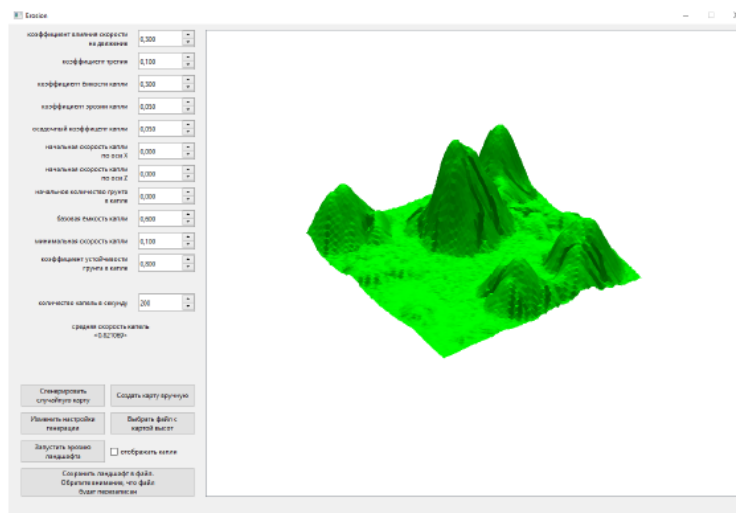 Erosion
коэффициент влияния скорости
на движение
0,300
коэффициент трения
0,100
коэффициент ёмкости капли
0,300
коэффициент эрозии капли
0,050
осадочный коэффициент капли
0,050
начальная скорость капли
по оси X
0,000
начальная скорость капли
по оси Z
0,000
начальное количество грунта
в капле
0,000
базовая ёмкость капли
0,600
минимальная скорость капли
0,100
коэффициент устойчивости
грунта в капле
0,800
количество капель в секунду
200
средняя скорость капель
=0.821069=
Сгенерировать
случайную карту
Создать карту вручную
Изменить настройки
генерации
Выбрать файл с
картой высот
Запустить эрозию
ландшафта
отображать капли
Сохранить ландшафт в файл.
Обратите внимание, что файл
будет перезаписан